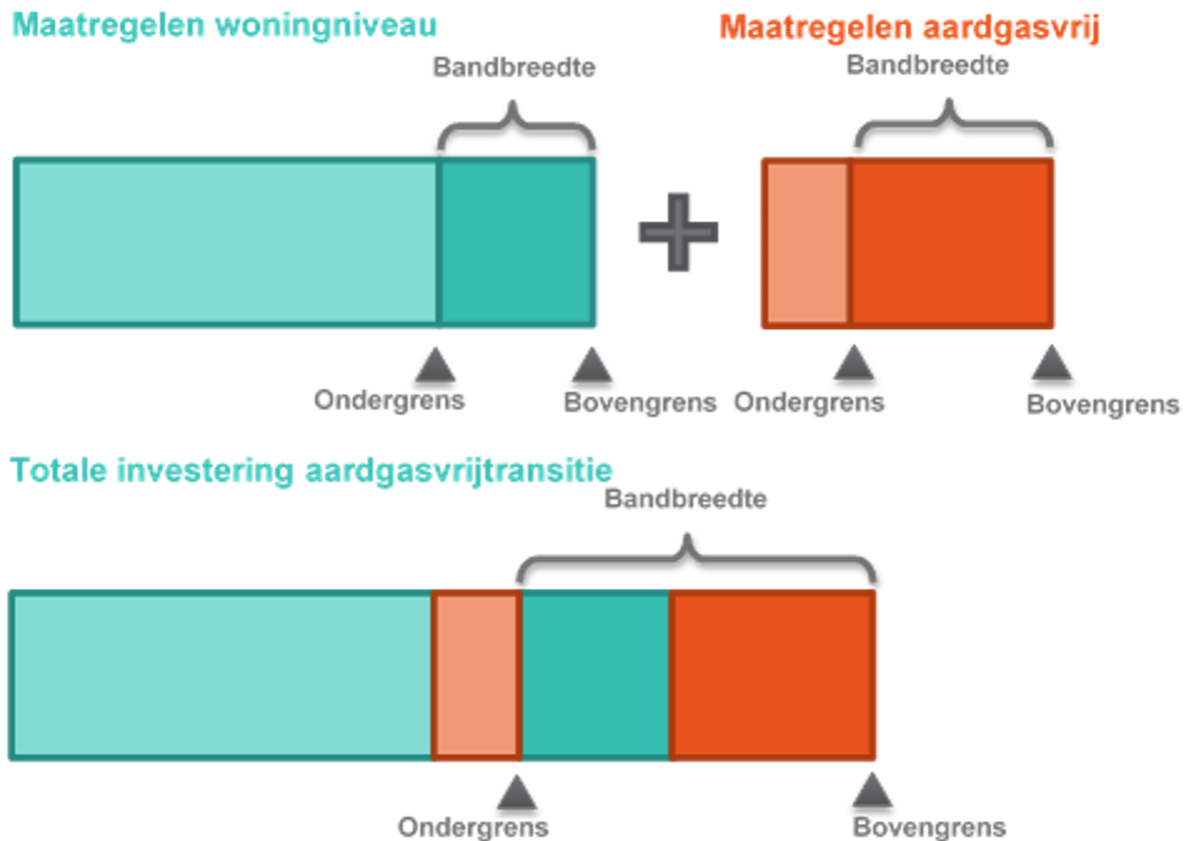 Maatregelen woningniveau
Maatregelen aardgasvrij
Bandbreedte
Bandbreedte
Ondergrens
Bovengrens
Ondergrens
Bovengrens
Totale investering aardgasvrijtransitie
Bandbreedte
Ondergrens
Bovengrens